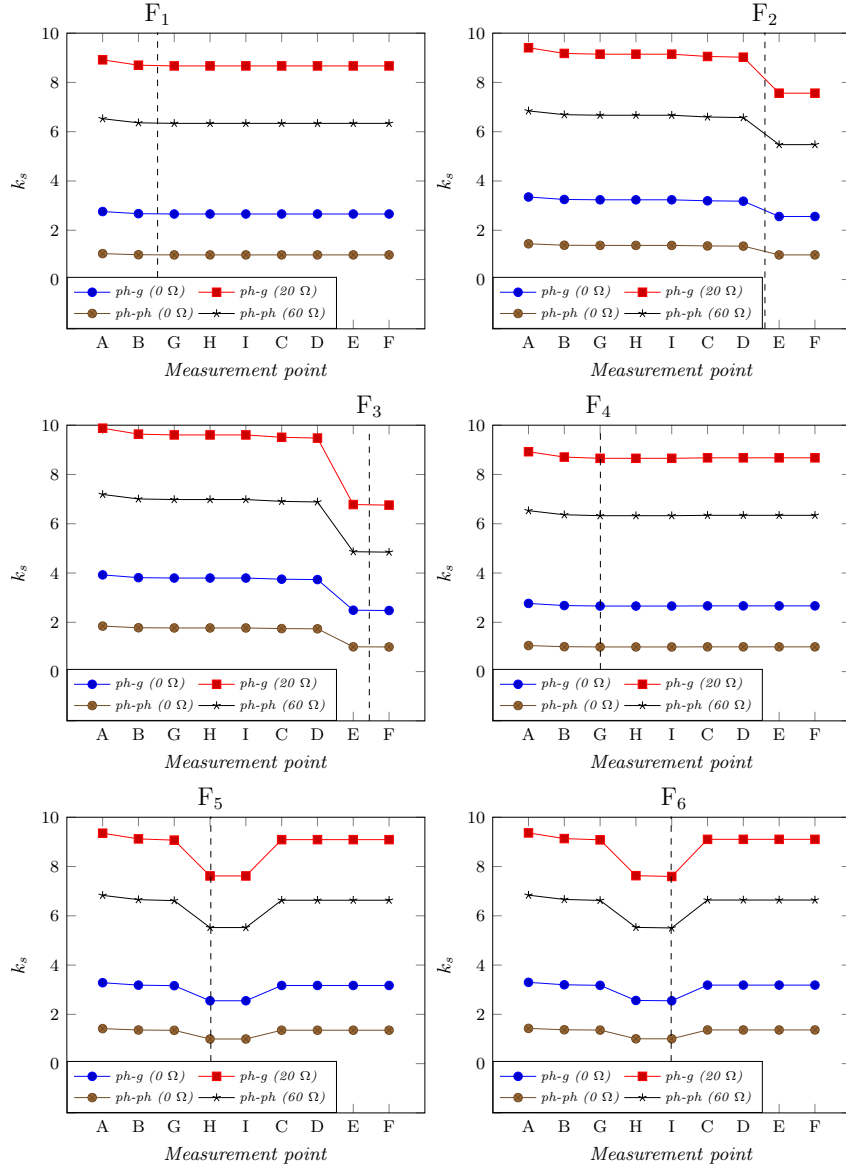 F1
10
8
6
4
2
0
ks
ph-g (0 Ω) ph-g (20 Ω)
ph-ph (0 Ω) ph-ph (60 Ω)
A B G H I C D E F
Measurement point
F2
10
8
6
4
2
0
ks
ph-g (0 Ω) ph-g (20 Ω)
ph-ph (0 Ω) ph-ph (60 Ω)
A B G H I C D E F
Measurement point
F3
10
8
6
4
2
0
ks
ph-g (0 Ω) ph-g (20 Ω)
ph-ph (0 Ω) ph-ph (60 Ω)
A B G H I C D E F
Measurement point
F4
10
8
6
4
2
0
ks
ph-g (0 Ω) ph-g (20 Ω)
ph-ph (0 Ω) ph-ph (60 Ω)
A B G H I C D E F
Measurement point
F5
10
8
6
4
2
0
ks
ph-g (0 Ω) ph-g (20 Ω)
ph-ph (0 Ω) ph-ph (60 Ω)
A B G H I C D E F
Measurement point
F6
10
8
6
4
2
0
ks
ph-g (0 Ω) ph-g (20 Ω)
ph-ph (0 Ω) ph-ph (60 Ω)
A B G H I C D E F
Measurement point